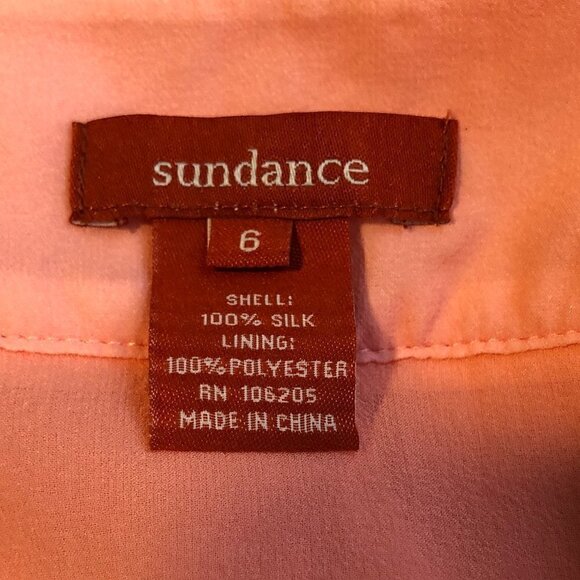 sundance
6
SHELL:
100% SILK
LINING:
100%POLYESTER
RN 106205
MADE IN CHINA